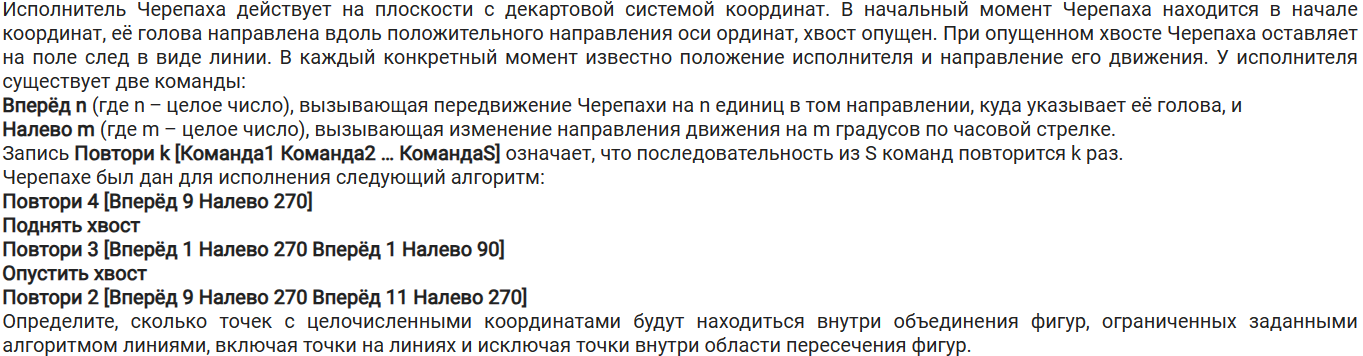 Исполнитель Черепаха действует на плоскости с декартовой системой координат. В начальный момент Черепаха находится в начале
координат, её голова направлена вдоль положительного направления оси ординат, хвост опущен. При опущенном хвосте Черепаха оставляет
на поле след в виде линии. В каждый конкретный момент известно положение исполнителя и направление его движения. У исполнителя
существует две команды:
Вперёд n (где n – целое число), вызывающая передвижение Черепахи на n единиц в том направлении, куда указывает её голова, и
Налево m (где m – целое число), вызывающая изменение направления движения на m градусов по часовой стрелке.
Запись Повтори k [Команда1 Команда2 … КомандаS] означает, что последовательность из S команд повторится k раз.
Черепахе был дан для исполнения следующий алгоритм:
Повтори 4 [Вперёд 9 Налево 270]
Поднять хвост
Повтори 3 [Вперёд 1 Налево 270 Вперёд 1 Налево 90]
Опустить хвост
Повтори 2 [Вперёд 9 Налево 270 Вперёд 11 Налево 270]
Определите, сколько точек с целочисленными координатами будут находиться внутри объединения фигур, ограниченных заданными
алгоритмом линиями, включая точки на линиях и исключая точки внутри области пересечения фигур.